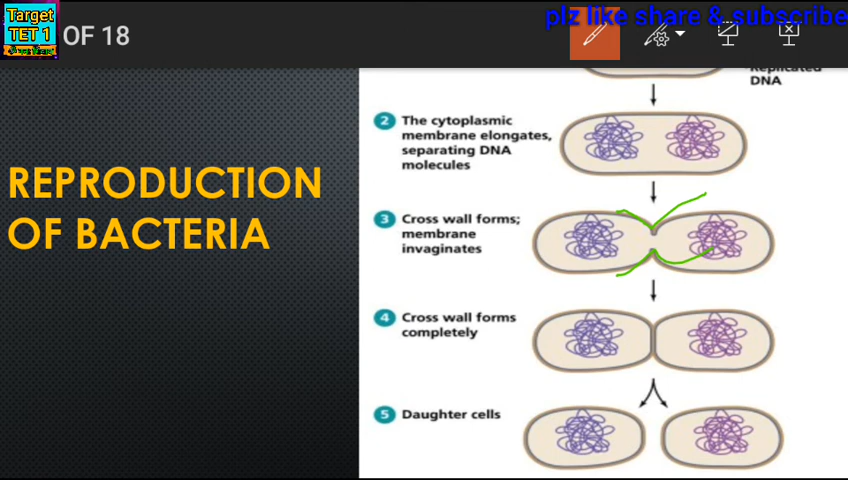 Target
TET 1
OF 18
plz like share & subscribe
Replicated
DNA
REPRODUCTION
OF BACTERIA
2 The cytoplasmic
membrane elongates,
separating DNA
molecules
3 Cross wall forms;
membrane
invaginates
4 Cross wall forms
completely
5 Daughter cells